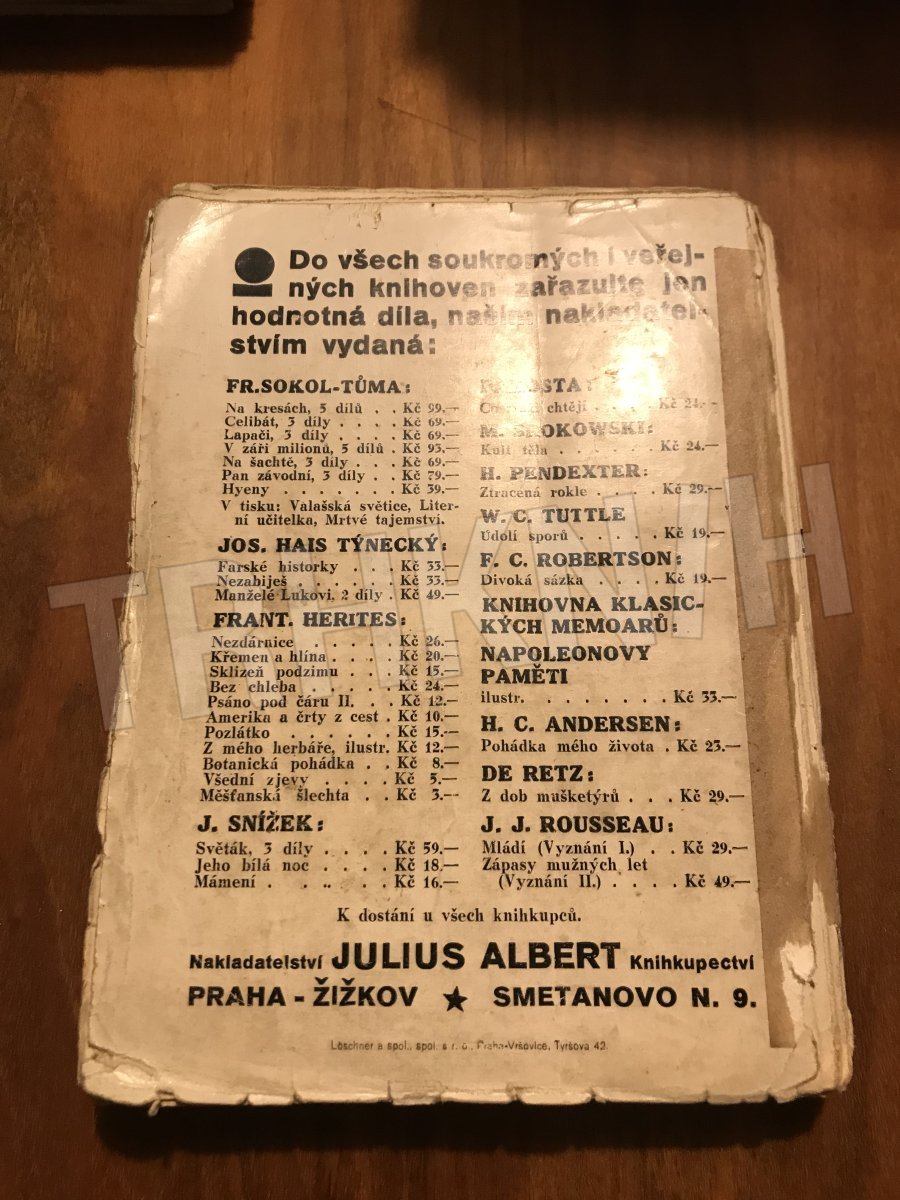 Do všech soukromých i veřej-
ných knihoven zařazujte jen
hodnotná díla, naším nakladatel-
stvím vydaná:
FR. SOKOL-TŮMA:
Na kresách, 5 dílů . . Kč 99.—
Celibát, 3 díly . . . . Kč 69.—
Lapači, 3 díly . . . . Kč 69.—
V záři milionů, 5 dílů . Kč 93.—
Na šachtě, 3 díly . . . Kč 69.—
Pan závodní, 3 díly . . Kč 79.—
Hyeny . . . . . . . Kč 39.—
V tisku: Valašská světice, Liter-
ní učitelka, Mrtvé tajemství.
JOS. HAIS TÝNECKÝ:
Farské historky . . . Kč 33.—
Nezabiješ . . . . . . Kč 33.—
Manželé Lukovi, 2 díly . Kč 49.—
FRANT. HERITES:
Nezdárnice . . . . . Kč 26.—
Křemen a hlína . . . . Kč 20.—
Sklizeň podzimu . . . Kč 15.—
Bez chleba . . . . . Kč 24.—
Psáno pod čáru II. . . Kč 12.—
Amerika a črty z cest . Kč 10.—
Pozlátko . . . . . . Kč 15.—
Z mého herbáře, ilustr. Kč 12.—
Botanická pohádka . . Kč 8.—
Všední zjevy . . . . Kč 5.—
Měšťanská šlechta . . Kč 3.—
J. SNÍŽEK:
Světák, 3 díly . . . . Kč 59.—
Jeho bílá noc . . . . Kč 18.—
Mámení . . . . . . Kč 16.—
chtějí . . . . Kč 24.—
M.
Kulí těla . . . . . Kč 24.—
H. PENDEXTER:
Ztracená rokle . . . . Kč 29.—
W. C. TUTTLE
Údolí sporů . . . . . Kč 19.—
F. C. ROBERTSON:
Divoká sázka . . . . Kč 19.—
KNIHOVNA KLASIC-
KÝCH MEMOARŮ:
NAPOLEONOVY
PAMĚTI
ilustr. . . . . . . . Kč 33.—
H. C. ANDERSEN:
Pohádka mého života . Kč 23.—
DE RETZ:
Z dob mušketýrů . . . Kč 29.—
J. J. ROUSSEAU:
Mládí (Vyznání I.) . . Kč 29.—
Zápasy mužných let
(Vyznání II.) . . . . Kč 49.—
K dostání u všech knihkupců.
Nakladatelství JULIUS ALBERT Knihkupectví
PRAHA - ŽIŽKOV ★ SMETANOVO N. 9.
Löschner a spol., spol. s r. o., Praha-Vršovice, Tyršova 42.